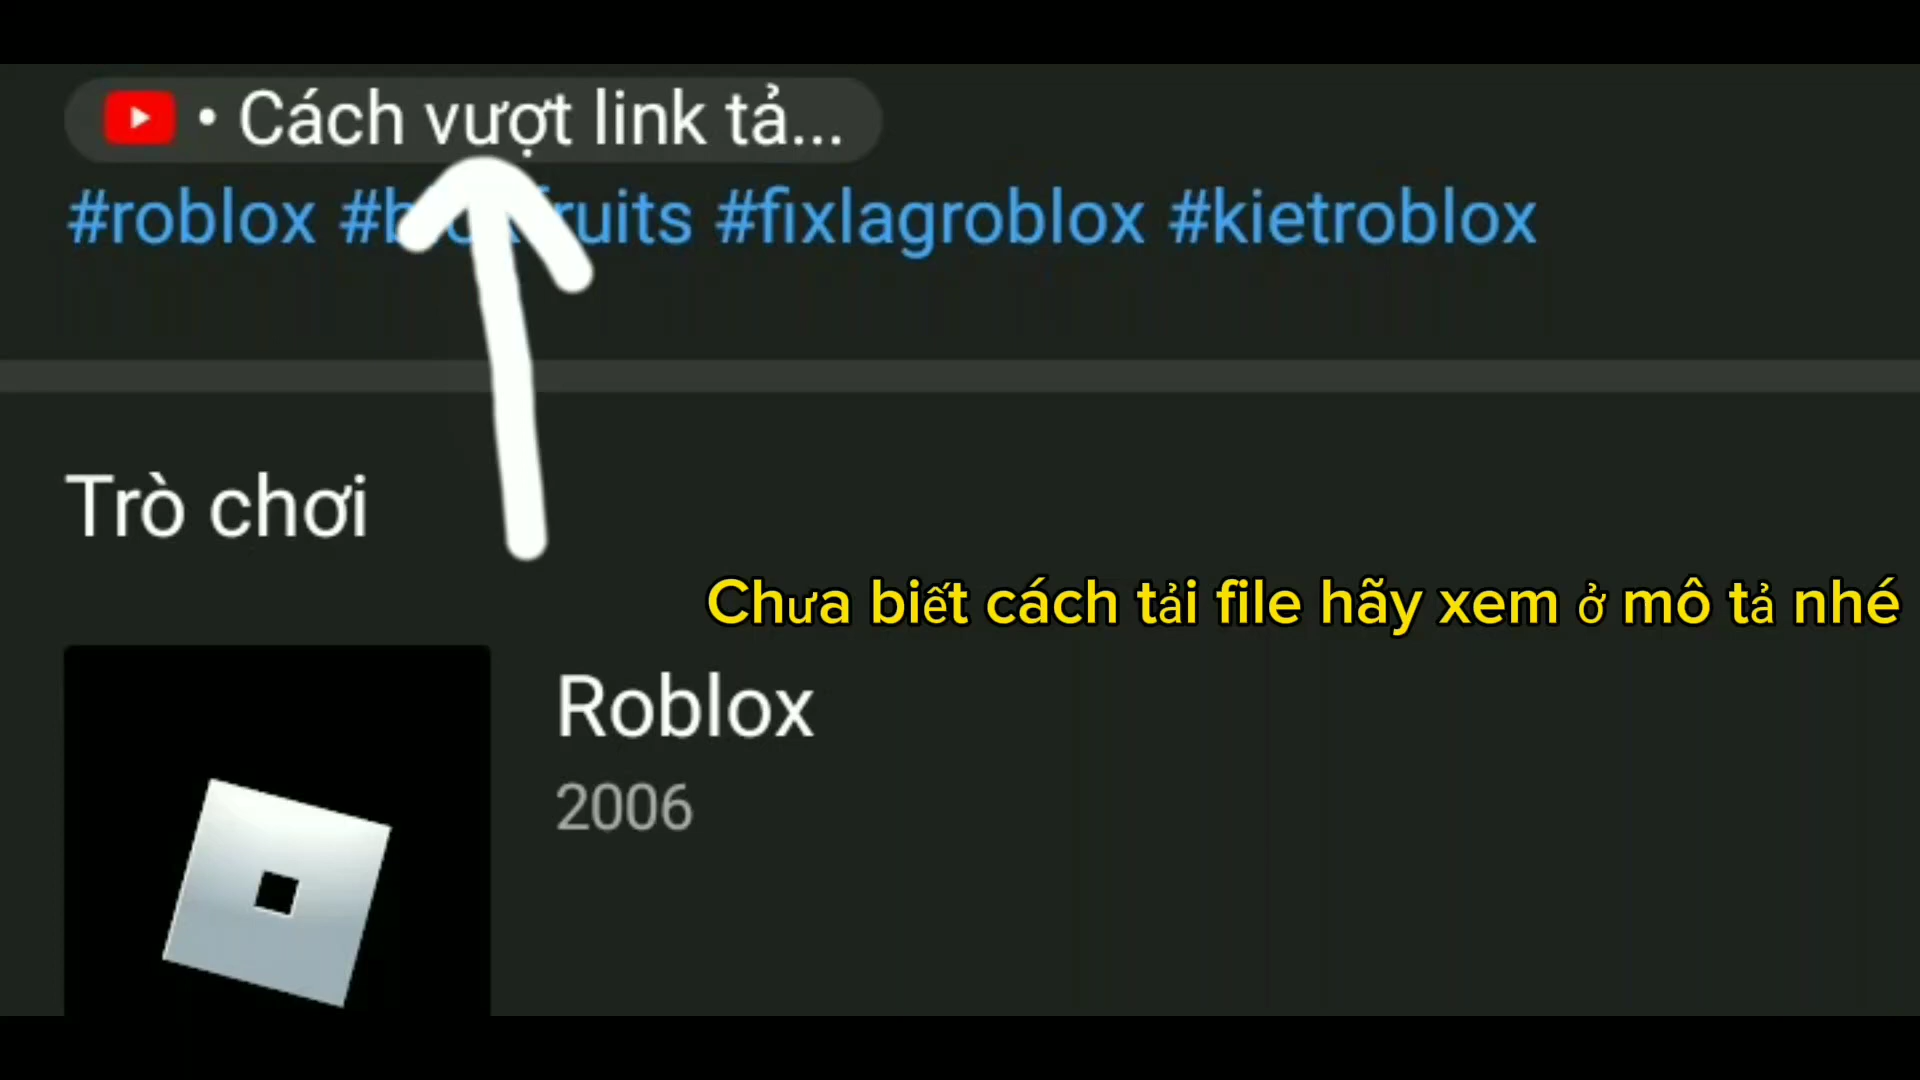 • Cách vượt link tả...
#roblox #fixlagroblox #kietroblox
Trò chơi
Chưa biết cách tải file hãy xem ở mô tả nhé
Roblox
2006